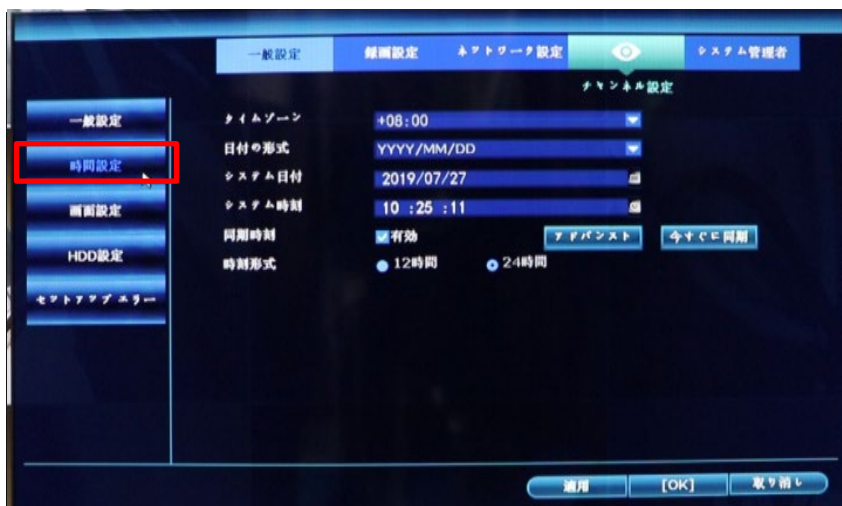 一般設定 録画設定 ネットワーク設定 システム管理者
チャンネル設定
一般設定
時間設定
画面設定
HDD設定
セットアップ エラー
タイムゾーン +08:00
日付の形式 YYYY/MM/DD
システム日付 2019/07/27
システム時刻 10 :25 :11
同期時刻 有効 アドバンスト 今すぐに同期
時刻形式 12時間 24時間
適用 [OK] 取り消し